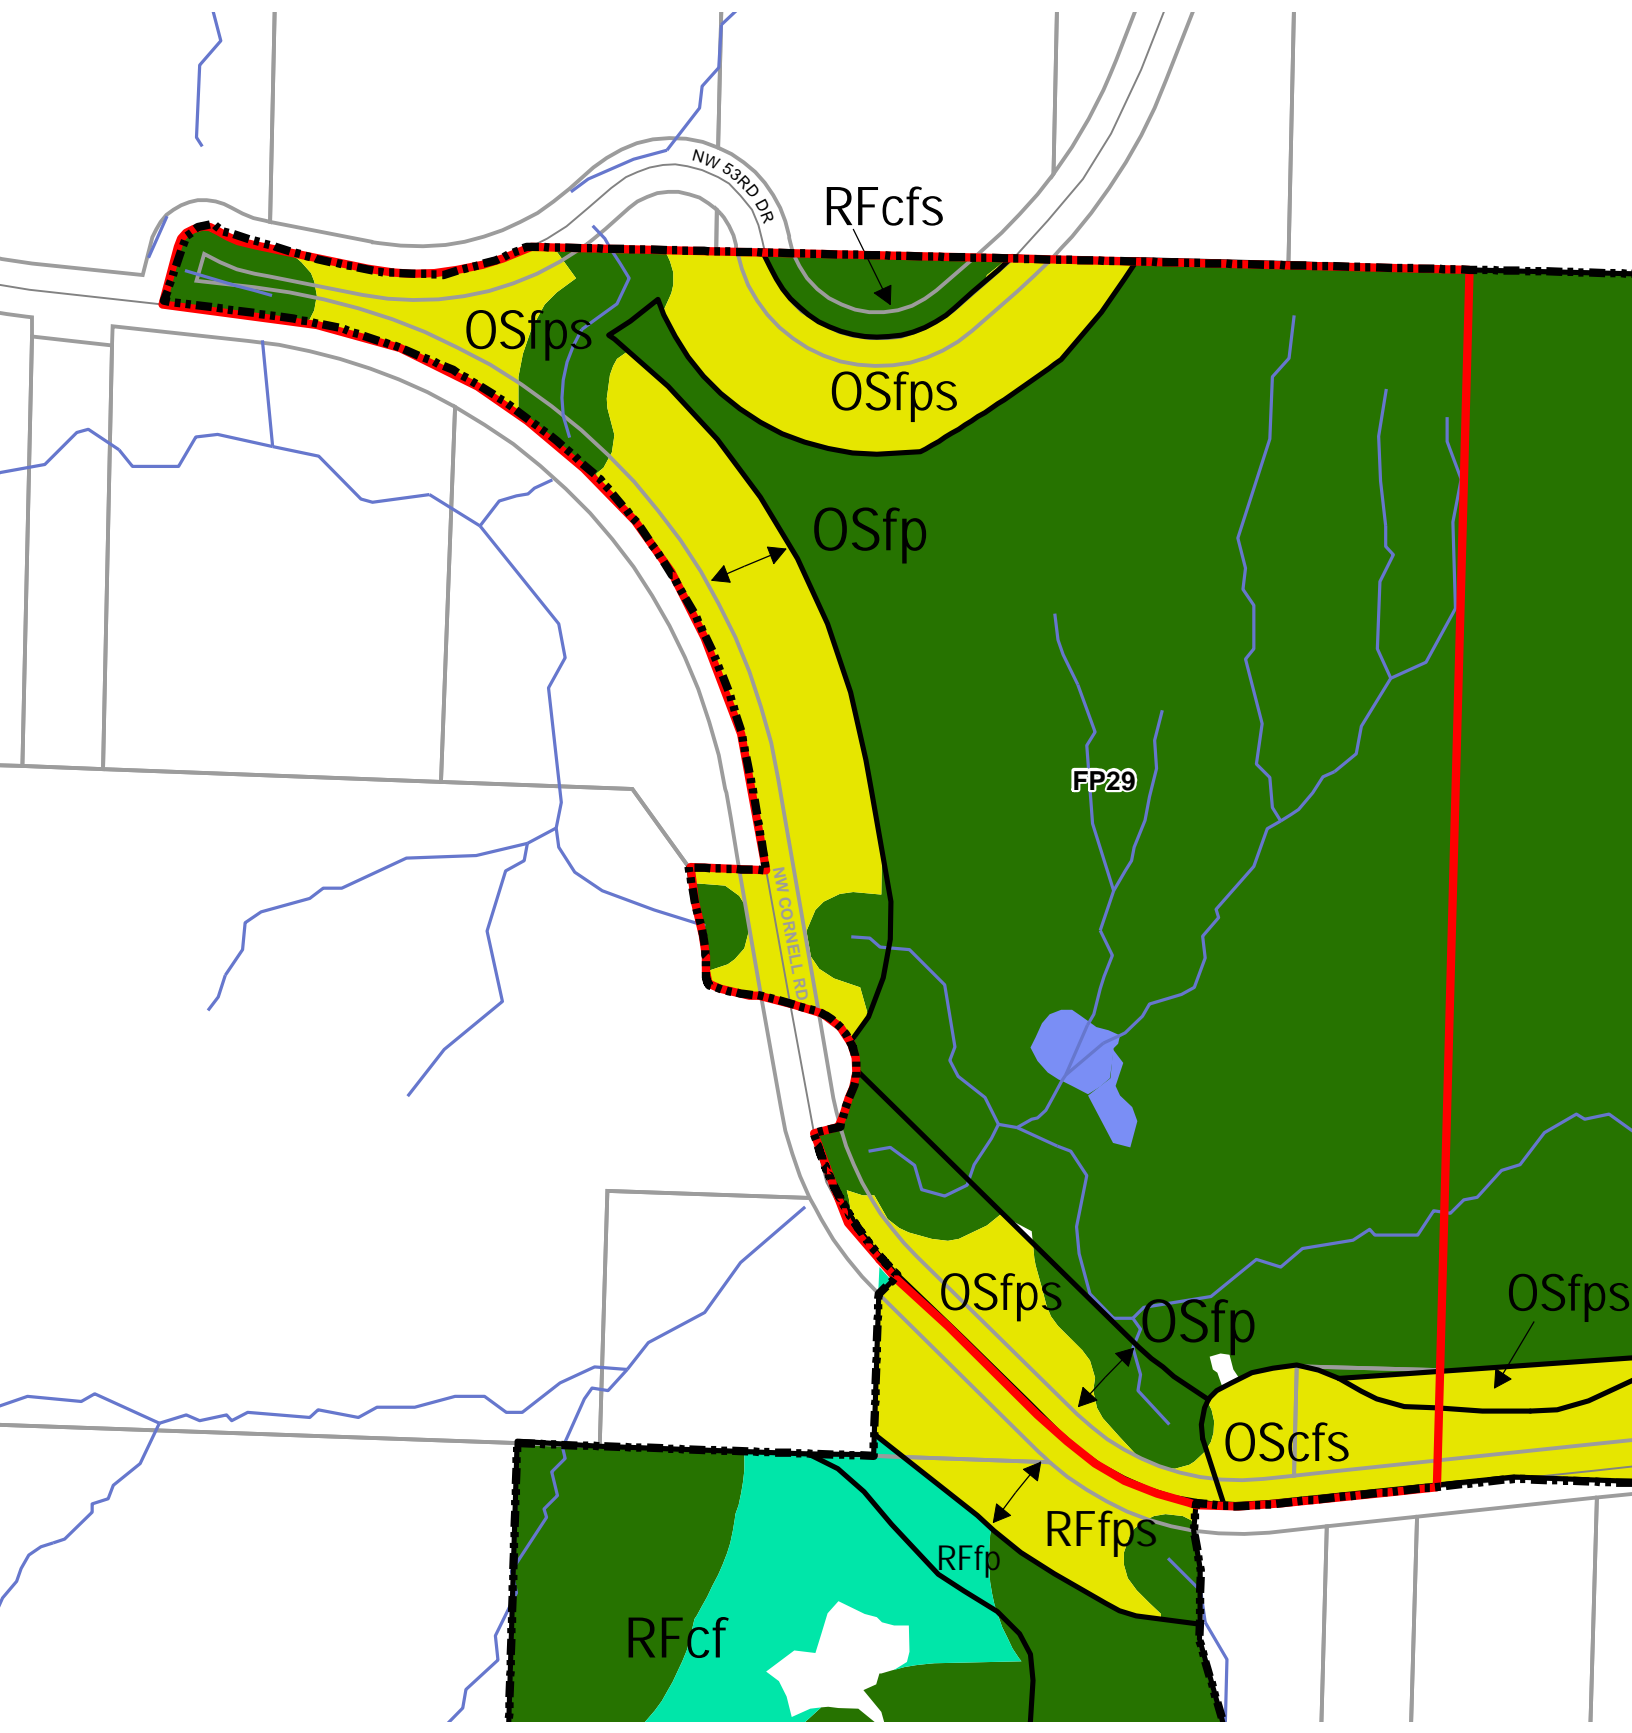 NW 53RD DR
RFcfs
OSfps
OSfps
OSfp
FP29
NW CORNELL RD
OSfps
OSfp
OSfps
OScfs
RFfps
RFfp
RFcf